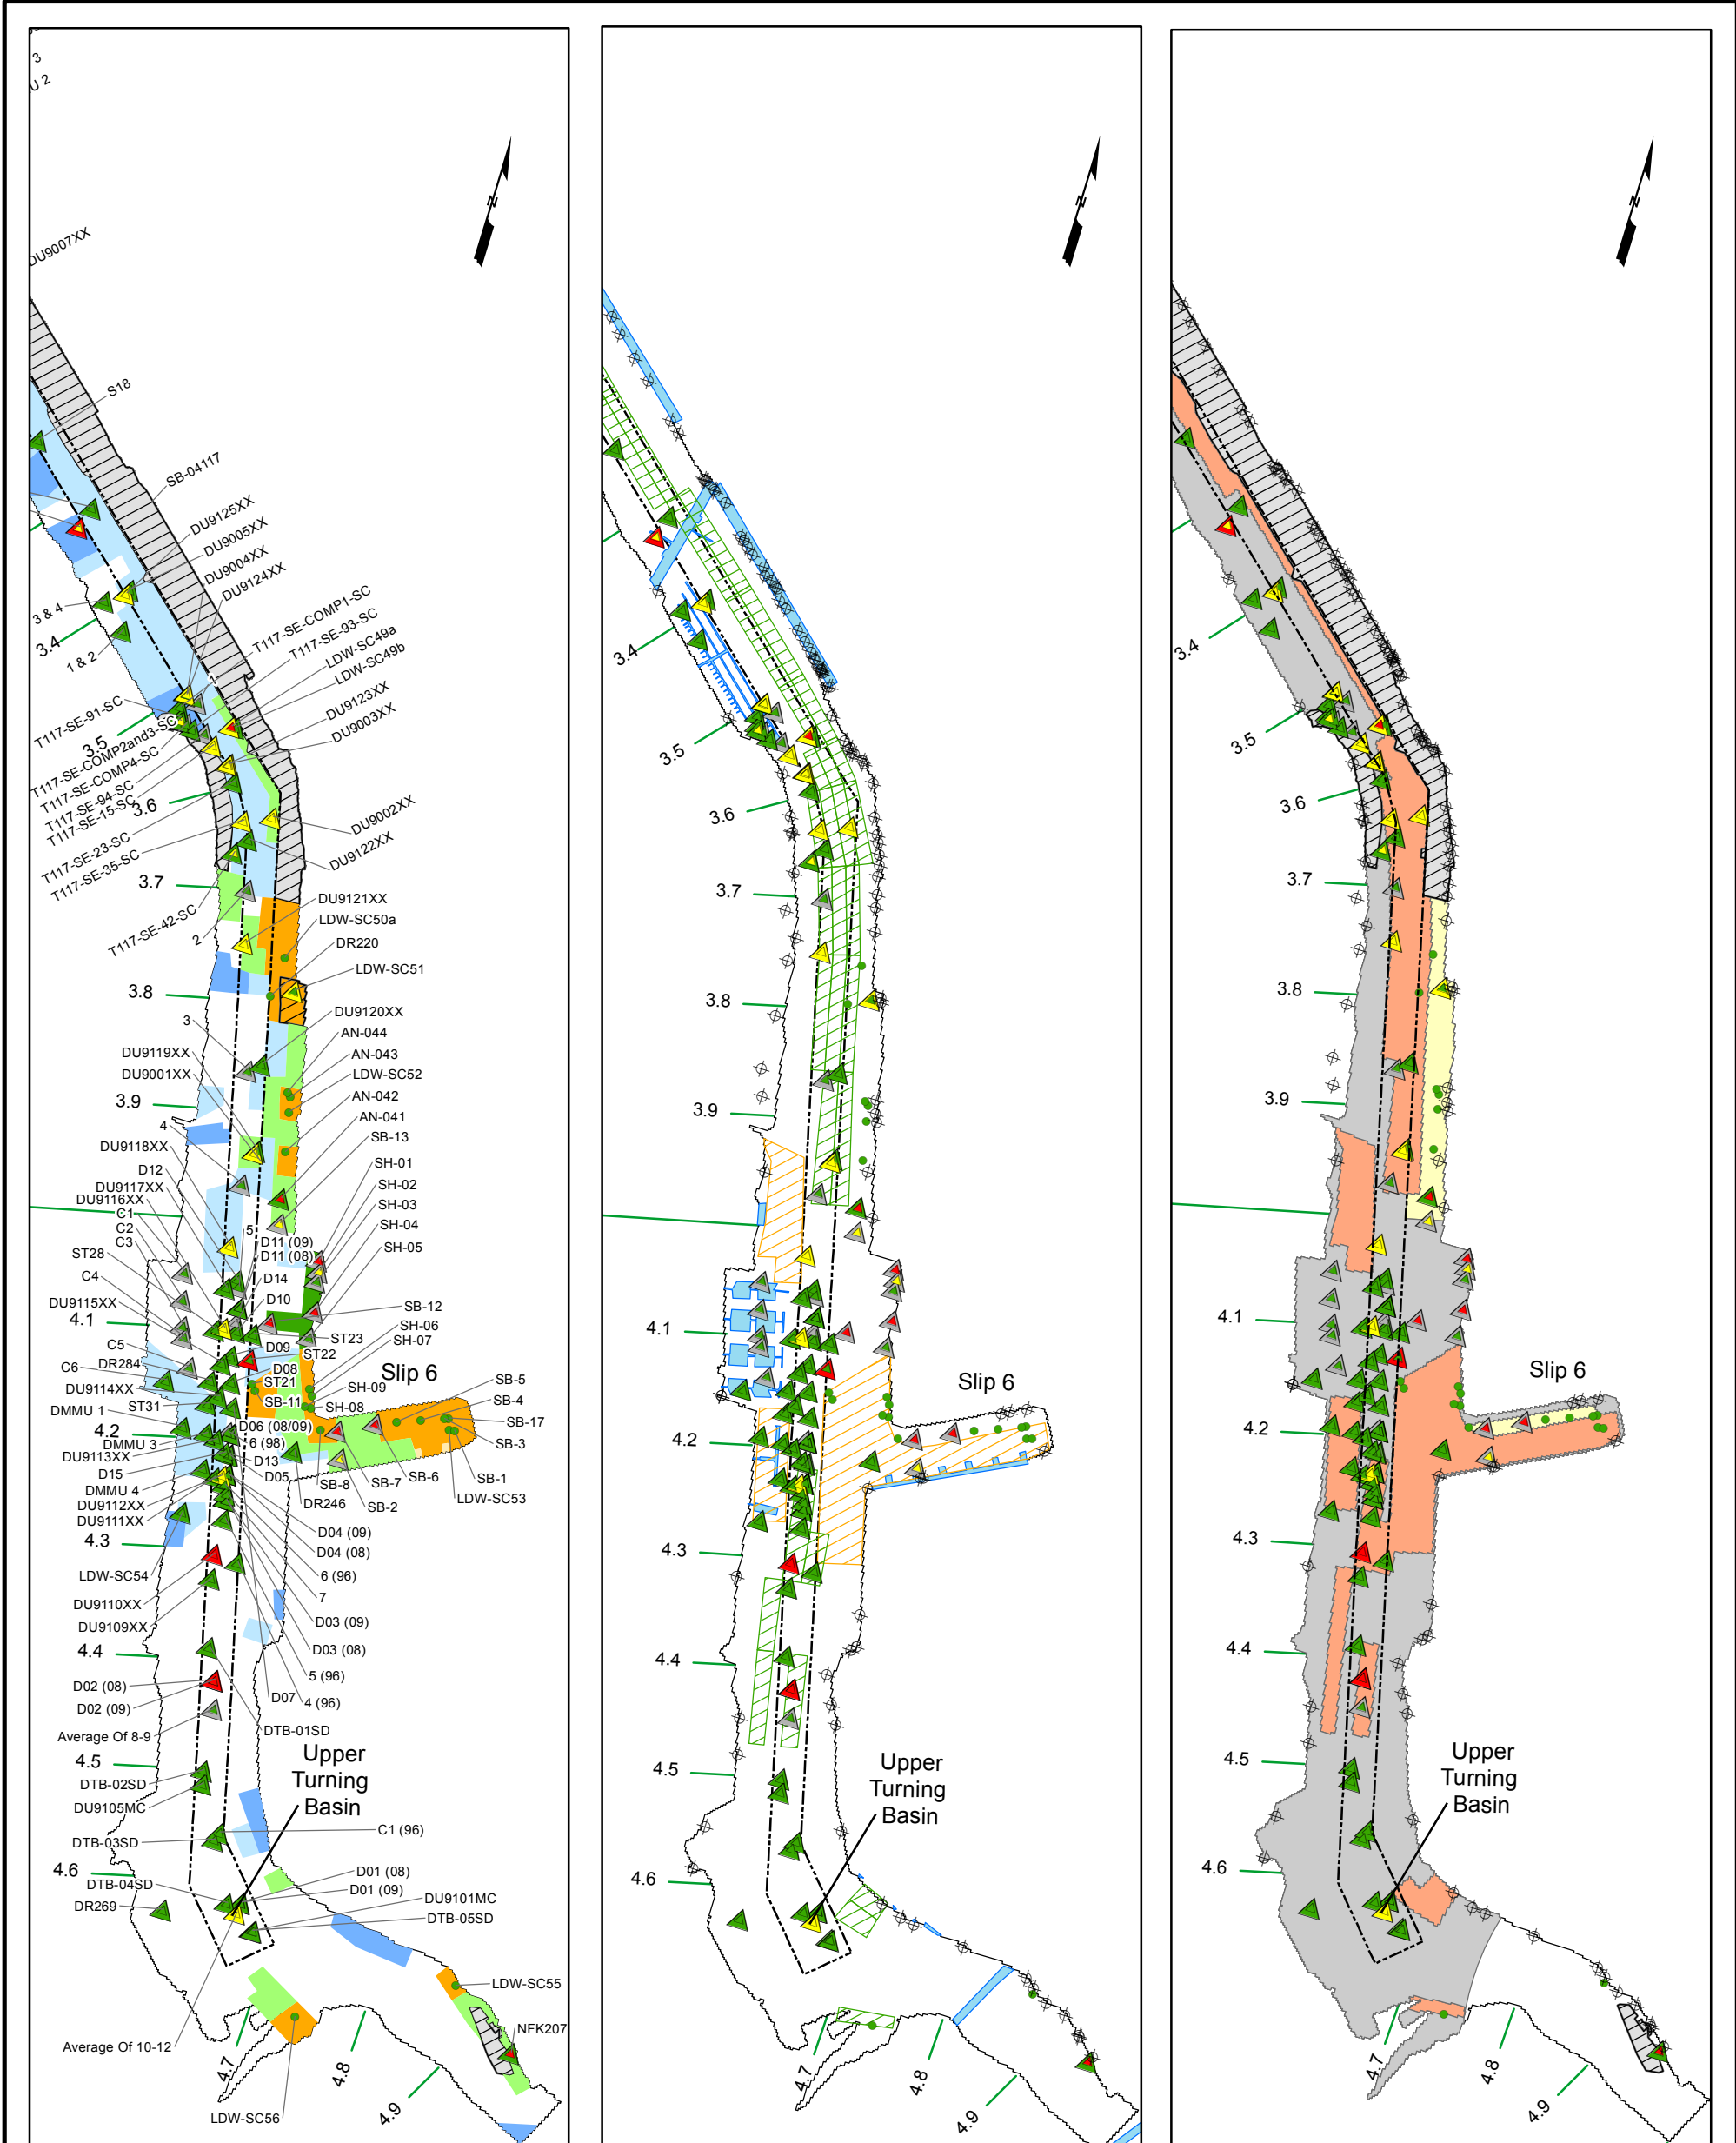 3
U 2
DU9007XX
N
S18
SB-04117
DU9125XX
DU9005XX
DU9004XX
DU9124XX
3 & 4
3.4
1 & 2
T117-SE-COMP1-SC
T117-SE-93-SC
LDW-SC49a
LDW-SC49b
DU9123XX
DU9003XX
T117-SE-91-SC
3.5
1
T117-SE-COMP2and3-SC
T117-SE-COMP4-SC
T117-SE-94-SC
T117-SE-15-SC
3.6
T117-SE-23-SC
T117-SE-35-SC
DU9002XX
DU9122XX
3.7
T117-SE-42-SC
2
DU9121XX
LDW-SC50a
DR220
LDW-SC51
3.8
3
DU9120XX
AN-044
DU9119XX
AN-043
DU9001XX
LDW-SC52
3.9
AN-042
4
AN-041
DU9118XX
SB-13
D12
SH-01
DU9117XX
SH-02
DU9116XX
SH-03
C1
C2
5
SH-04
C3
D11 (09)
D11 (08)
SH-05
ST28
C4
D14
DU9115XX
D10
SB-12
4.1
SH-06
ST23
SH-07
C5
D09
ST22
DR284
C6
D08
Slip 6
ST21
DU9114XX
SH-09
SB-5
ST31
SB-11
SH-08
SB-4
DMMU 1
SB-17
4.2
D06 (08/09)
DMMU 3
6 (98)
SB-3
DU9113XX
D13
D15
D05
SB-6
SB-1
DMMU 4
SB-8
SB-7
LDW-SC53
DU9112XX
DR246
SB-2
DU9111XX
D04 (09)
4.3
D04 (08)
LDW-SC54
6 (96)
7
DU9110XX
D03 (09)
DU9109XX
D03 (08)
4.4
5 (96)
D02 (08)
D07
4 (96)
D02 (09)
Average Of 8-9
DTB-01SD
4.5
Upper
Turning
Basin
DTB-02SD
DU9105MC
C1 (96)
DTB-03SD
4.6
D01 (08)
DTB-04SD
D01 (09)
DR269
DU9101MC
DTB-05SD
LDW-SC55
NFK207
Average Of 10-12
4.7
4.8
4.9
LDW-SC56
N
3.4
3.5
3.6
3.7
3.8
3.9
4.1
Slip 6
4.2
4.3
4.4
4.5
Upper
Turning
Basin
4.6
4.7
4.8
4.9
N
3.4
3.5
3.6
3.7
3.8
3.9
4.1
Slip 6
4.2
4.3
4.4
4.5
Upper
Turning
Basin
4.6
4.7
4.8
4.9